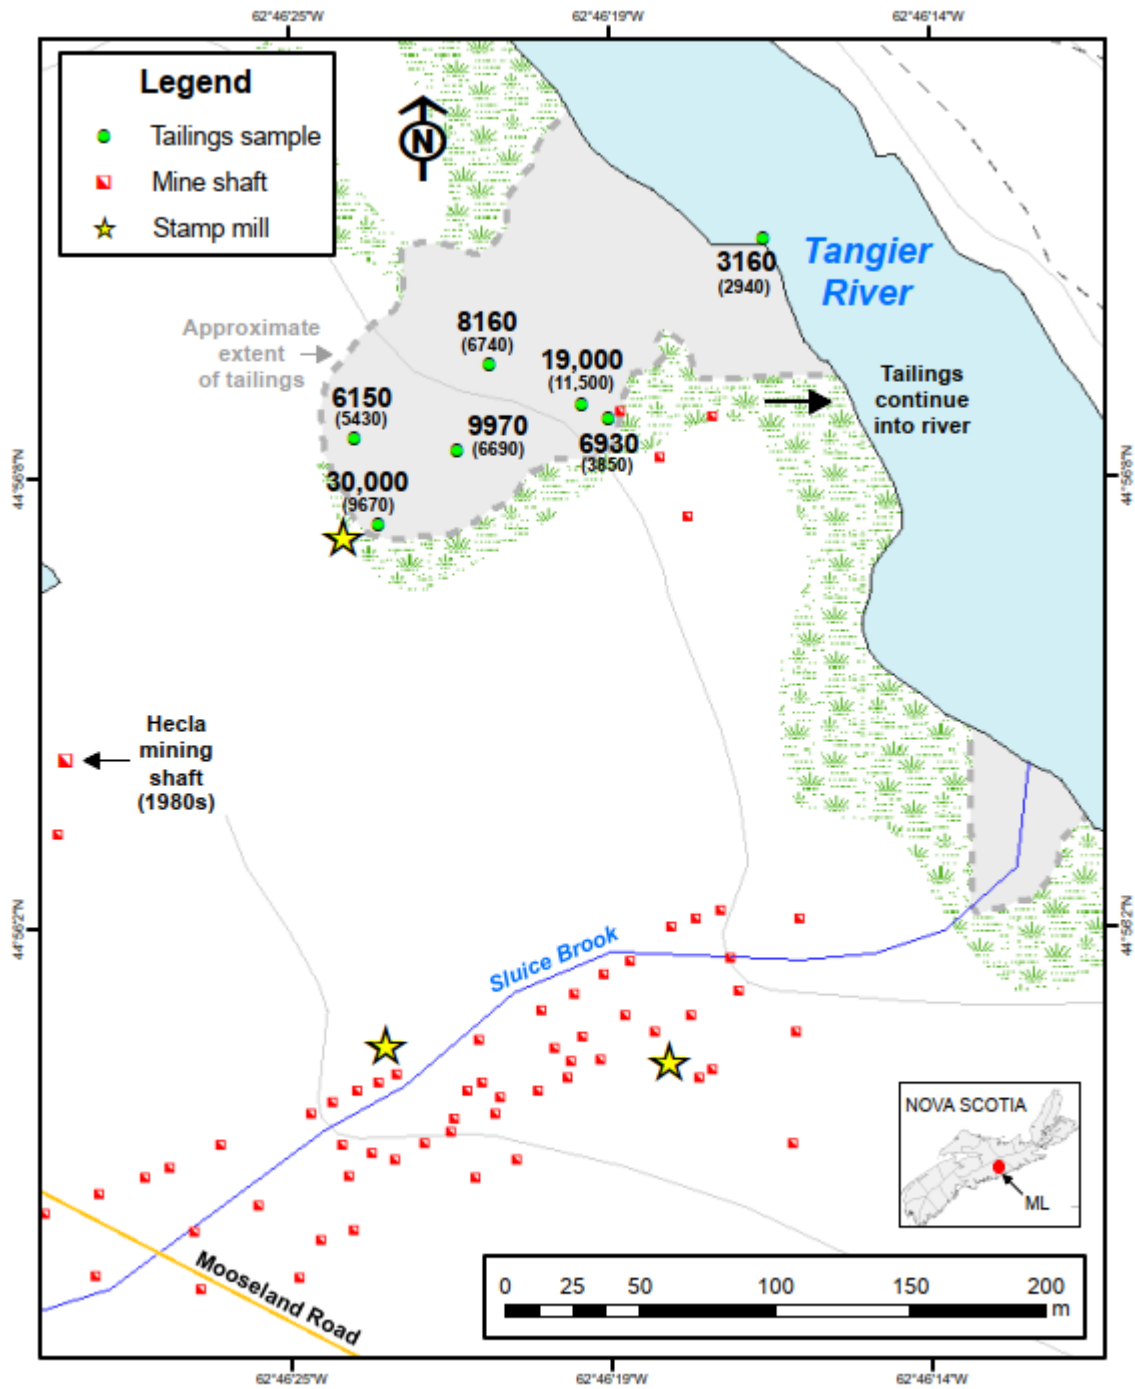 62°46'25"W
62°46'19"W
62°46'14"W
Legend
Tailings sample
Mine shaft
Stamp mill
N
Tangier
River
3160
(2940)
Approximate
extent
of tailings
8160
(6740)
19,000
(11,500)
6150
(5430)
9970
(6690)
6930
(3850)
30,000
(9670)
Tailings
continue
into river
44°56'8"N
44°56'8"N
Hecla
mining
shaft
(1980s)
44°56'2"N
44°56'2"N
Sluice Brook
NOVA SCOTIA
ML
Mooseland Road
0 25 50 100 150 200
m
62°46'25"W
62°46'19"W
62°46'14"W